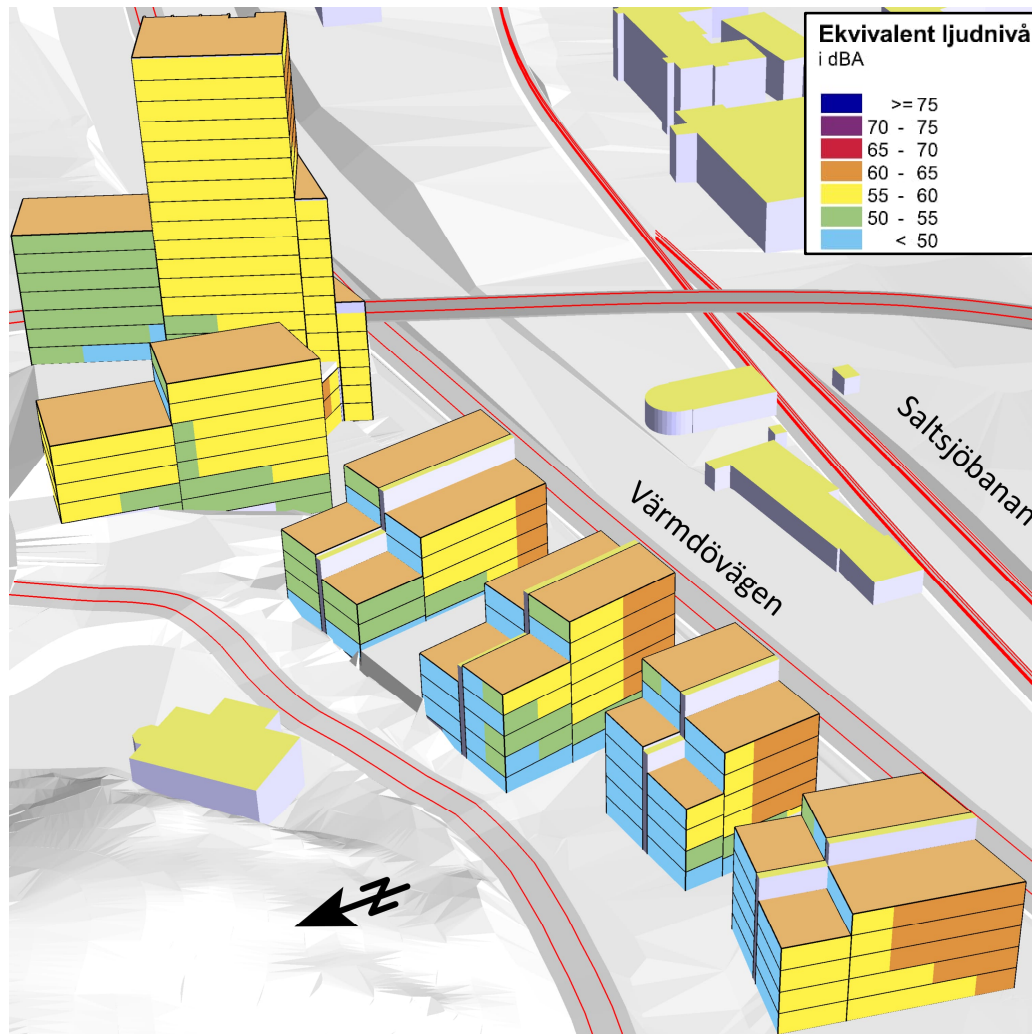 Ekvivalent ljudnivå
i dBA
>= 75
70 - 75
65 - 70
60 - 65
55 - 60
50 - 55
< 50
Saltsjöbanan
Värmdövägen
N